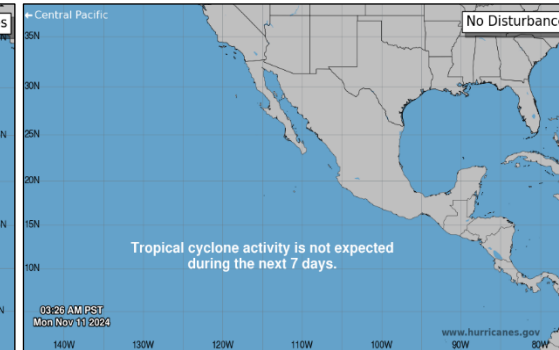 ← Central Pacific
No Disturbance
s
35N
30N
25N
20N
15N
10N
Tropical cyclone activity is not expected
during the next 7 days.
03:26 AM PST
Mon Nov 11 2024
www.hurricanes.gov
140W 130W 120W 110W 100W 90W 80W